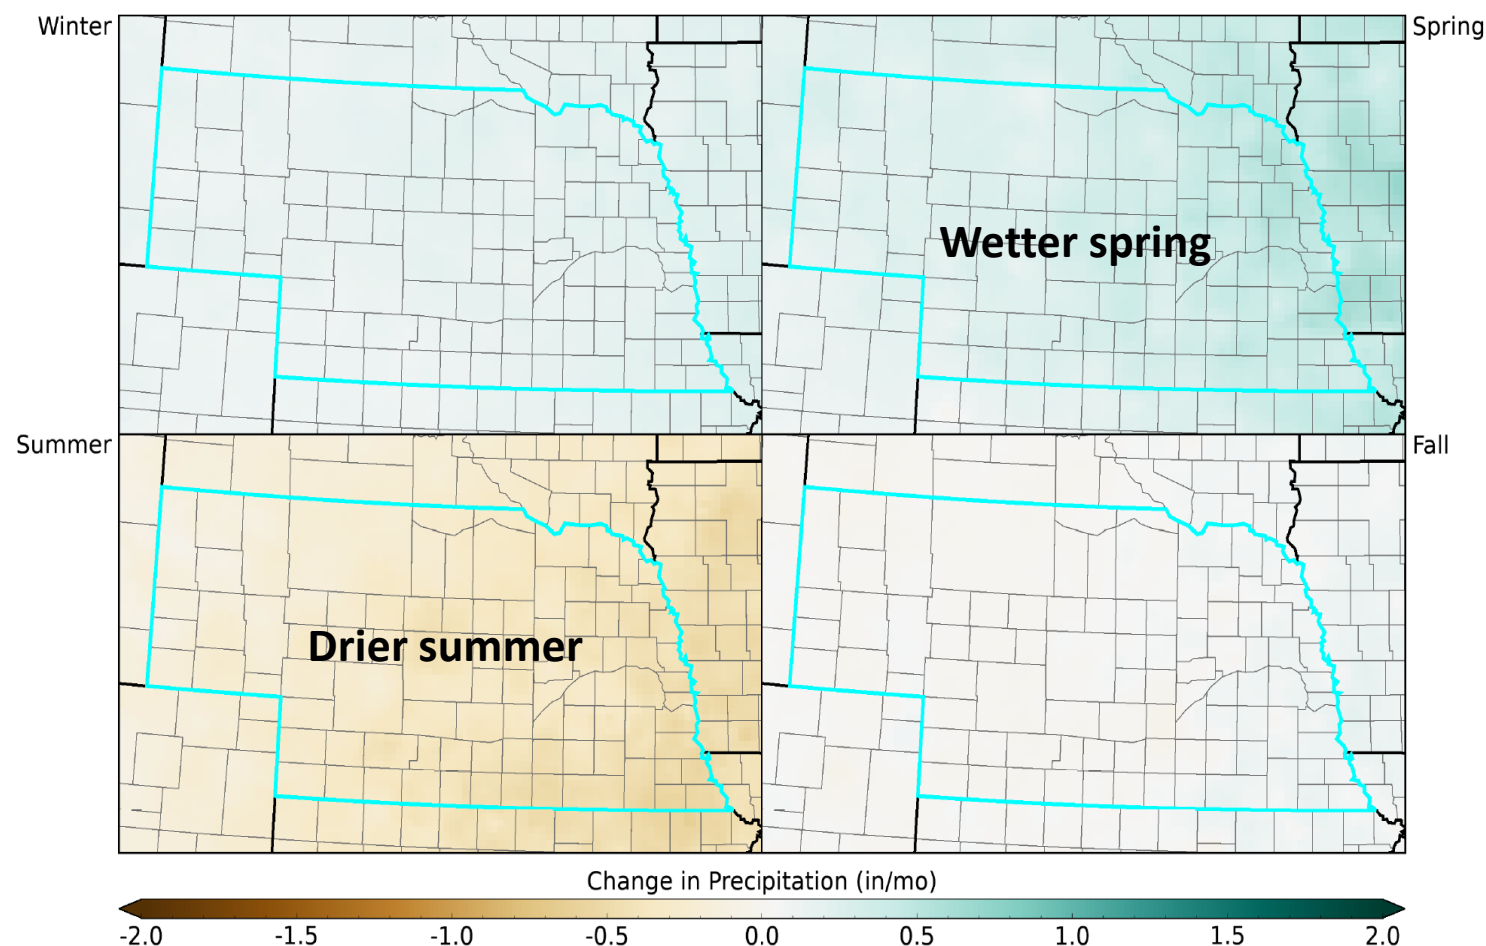 Winter
Spring
Wetter spring
Summer
Fall
Drier summer
Change in Precipitation (in/mo)
-2.0 -1.5 -1.0 -0.5 0.0 0.5 1.0 1.5 2.0